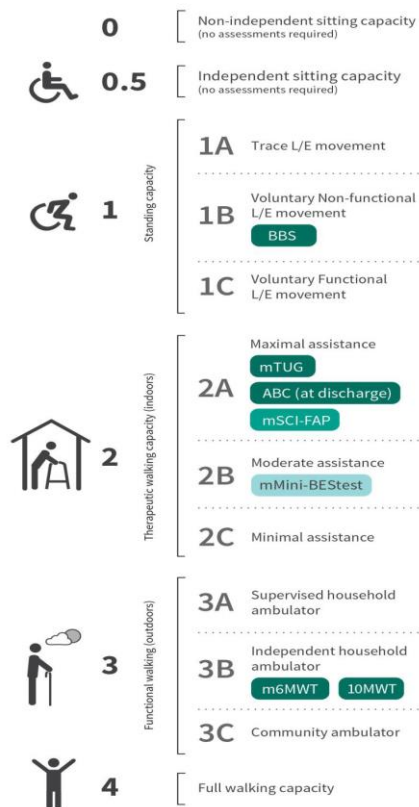 0
Non-independent sitting capacity
(no assessments required)
0.5
Independent sitting capacity
(no assessments required)
1
Standing capacity
1A
Trace L/E movement
1B
Voluntary Non-functional
L/E movement
BBS
1C
Voluntary Functional
L/E movement
2
Therapeutic walking capacity (indoors)
2A
Maximal assistance
mTUG
ABC (at discharge)
mSCI-FAP
2B
Moderate assistance
mMini-BEStest
2C
Minimal assistance
3
Functional walking (outdoors)
3A
Supervised household
ambulator
3B
Independent household
ambulator
m6MWT 10MWT
3C
Community ambulator
4
Full walking capacity